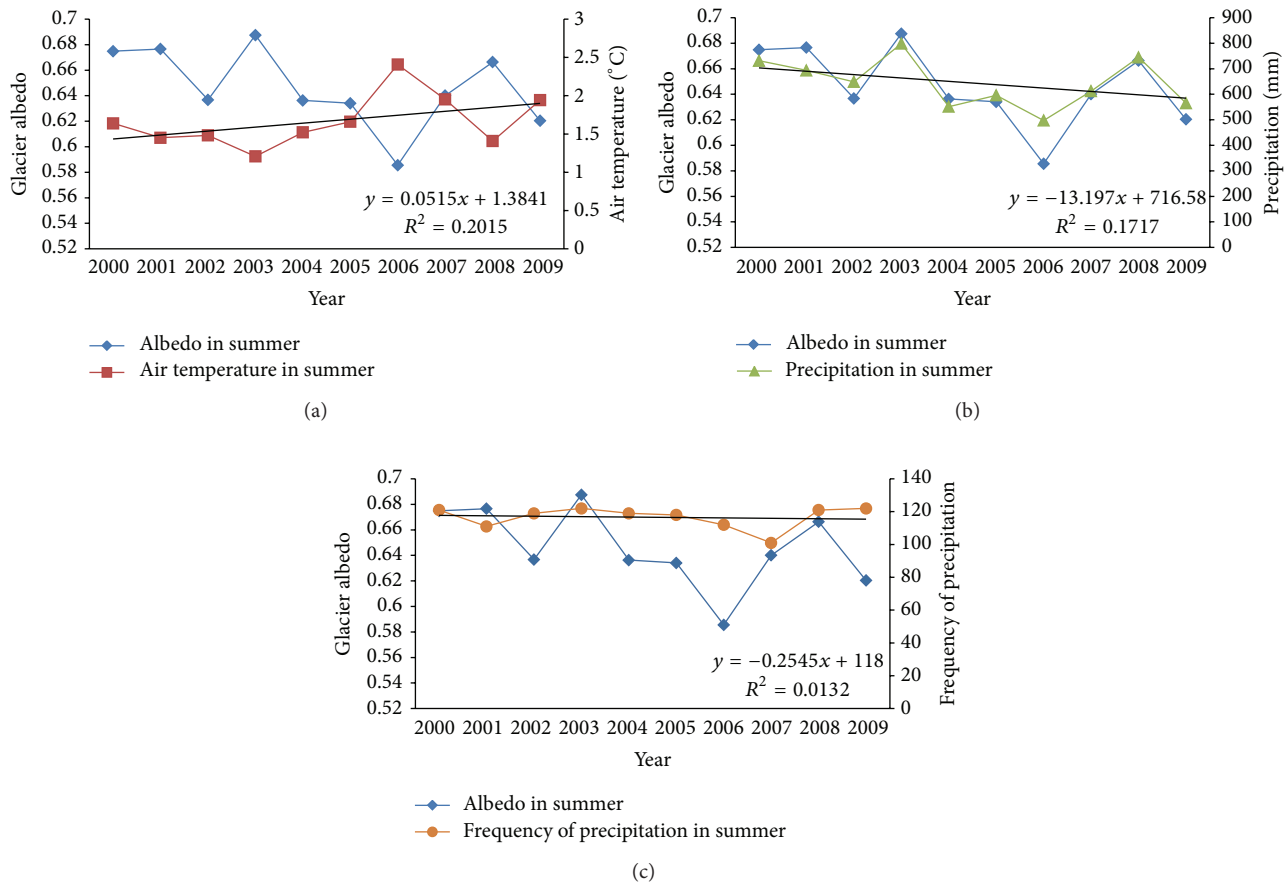 0.7
0.68
0.66
0.64
0.62
0.6
0.58
0.56
0.54
0.52
Glacier albedo
3
2.5
2
1.5
1
0.5
0
Air temperature (°C)
y = 0.0515x + 1.3841
R² = 0.2015
2000 2001 2002 2003 2004 2005 2006 2007 2008 2009
Year
Albedo in summer
Air temperature in summer
(a)
0.7
0.68
0.66
0.64
0.62
0.6
0.58
0.56
0.54
0.52
Glacier albedo
900
800
700
600
500
400
300
200
100
0
Precipitation (mm)
y = −13.197x + 716.58
R² = 0.1717
2000 2001 2002 2003 2004 2005 2006 2007 2008 2009
Year
Albedo in summer
Precipitation in summer
(b)
0.7
0.68
0.66
0.64
0.62
0.6
0.58
0.56
0.54
0.52
Glacier albedo
140
120
100
80
60
40
20
0
Frequency of precipitation
y = −0.2545x + 118
R² = 0.0132
2000 2001 2002 2003 2004 2005 2006 2007 2008 2009
Year
Albedo in summer
Frequency of precipitation in summer
(c)